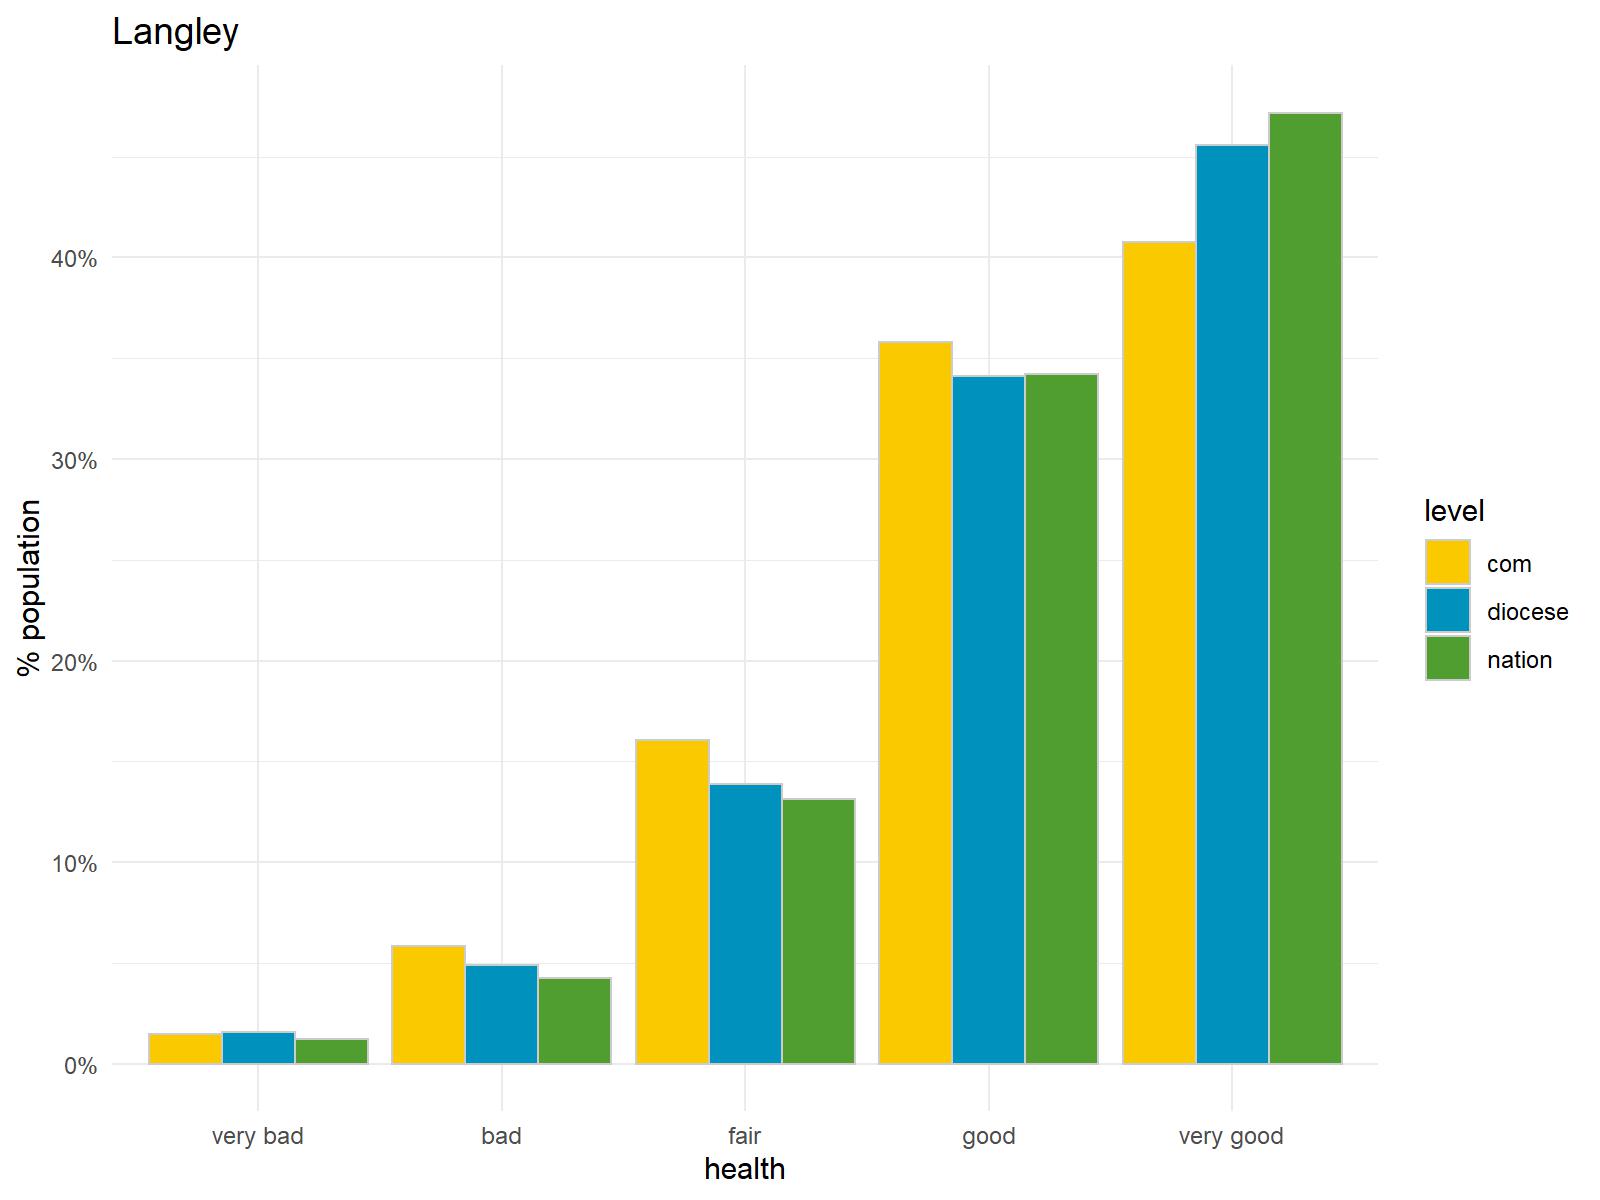 Langley
% population
40%
30%
20%
10%
0%
very bad
bad
fair
good
very good
health
level
com
diocese
nation